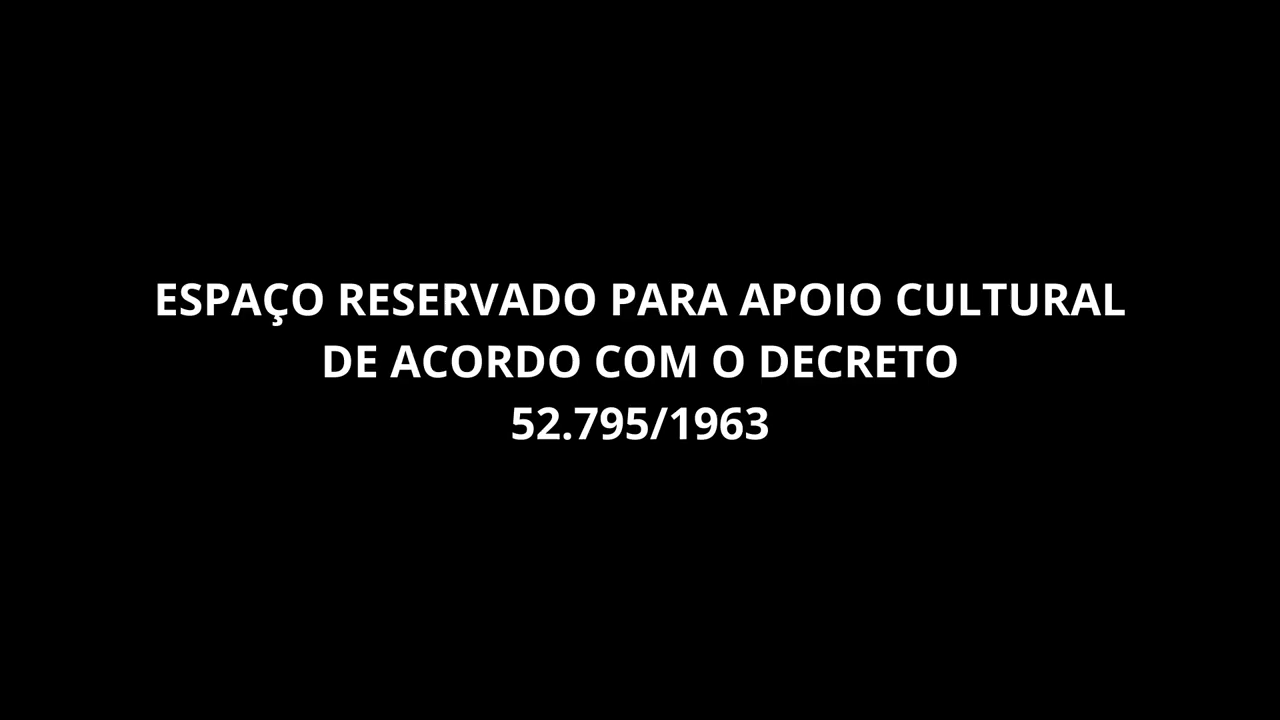 ESPAÇO RESERVADO PARA APOIO CULTURAL
DE ACORDO COM O DECRETO
52.795/1963